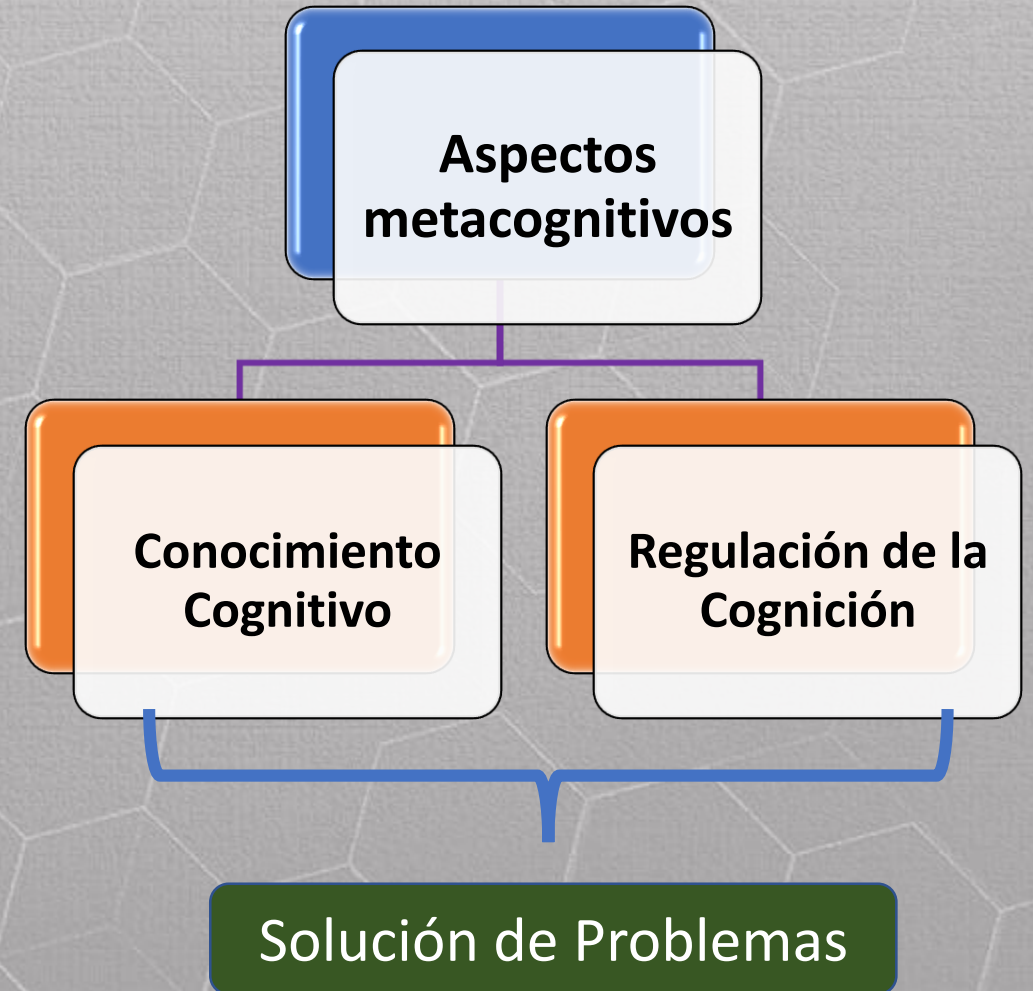 Aspectos
metacognitivos
Conocimiento
Cognitivo
Regulación de la
Cognición
Solución de Problemas